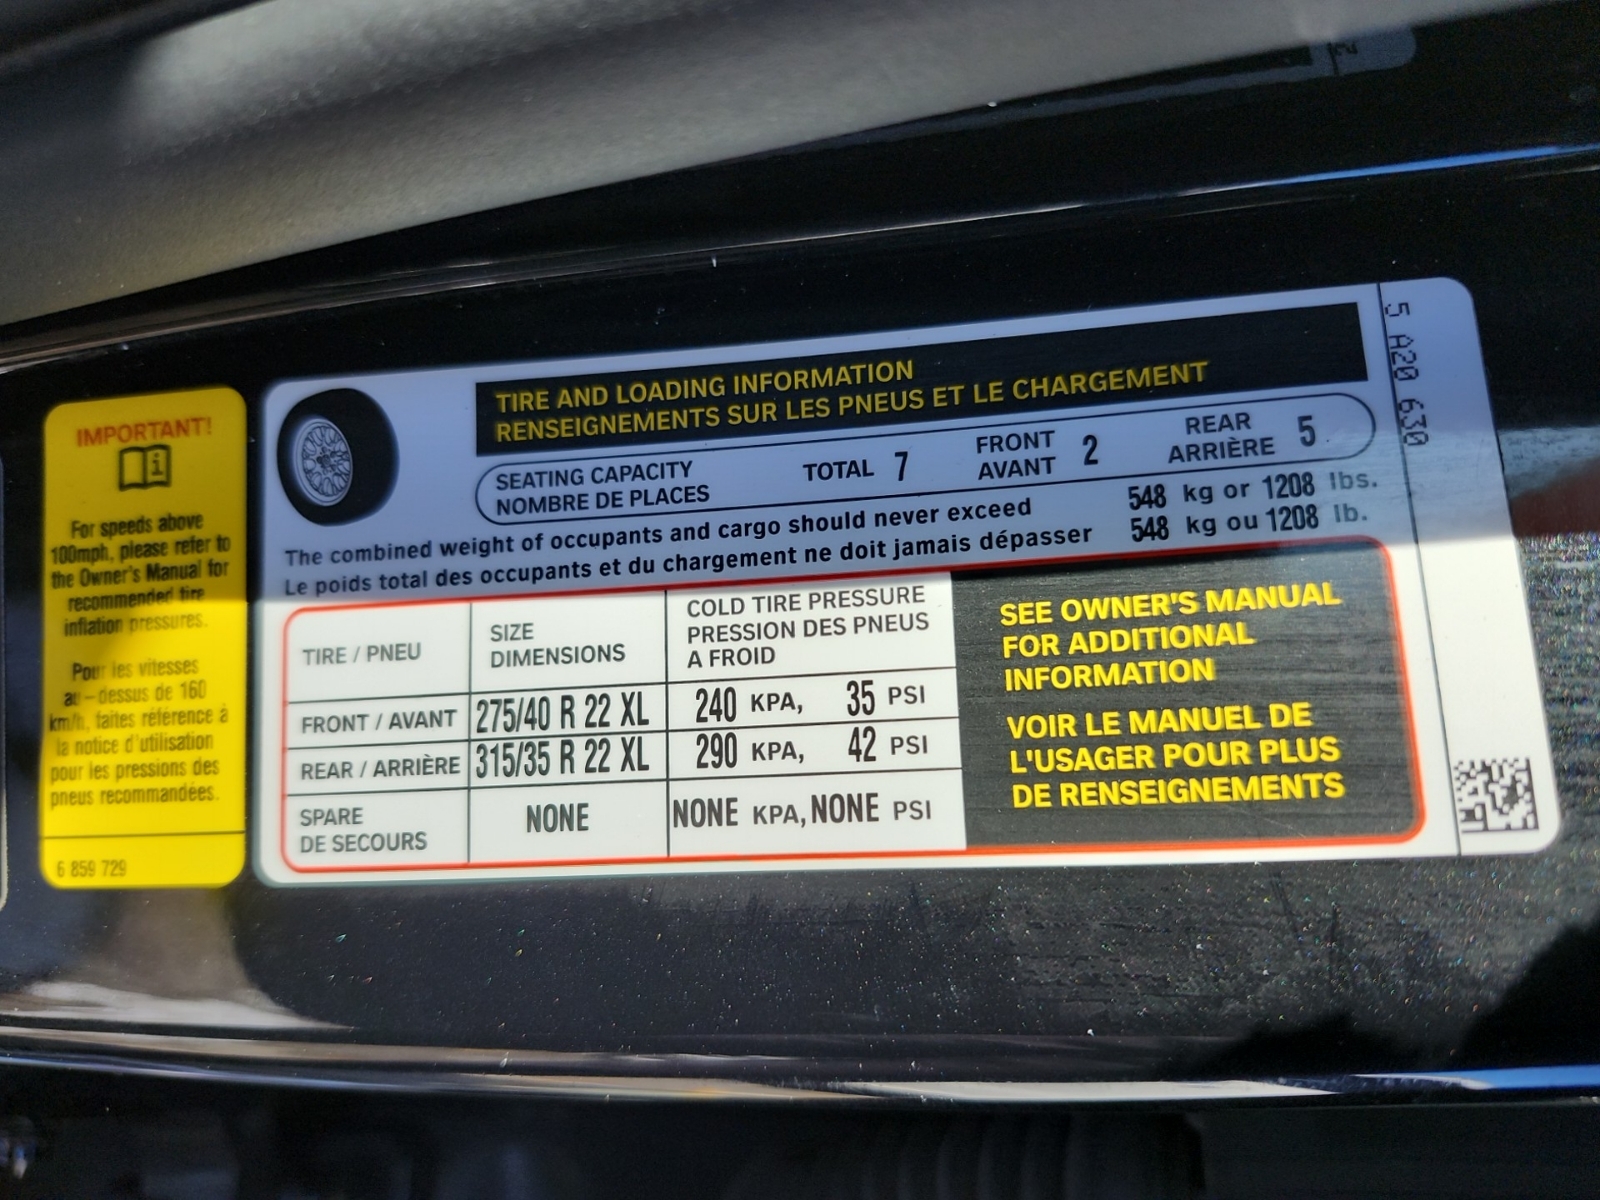 IMPORTANT!
For speeds above
100mph, please refer to
the Owner's Manual for
recommended tire
inflation pressures.
Pour les vitesses
au-dessus de 160
km/h, faites référence à
la notice d'utilisation
pour les pressions des
pneus recommandées.
6 859 729
TIRE AND LOADING INFORMATION
RENSEIGNEMENTS SUR LES PNEUS ET LE CHARGEMENT
SEATING CAPACITY
NOMBRE DE PLACES
TOTAL 7
FRONT
AVANT 2
REAR
ARRIÈRE 5
The combined weight of occupants and cargo should never exceed 548 kg or 1208 lbs.
Le poids total des occupants et du chargement ne doit jamais dépasser 548 kg ou 1208 lb.
TIRE / PNEU
SIZE
DIMENSIONS
COLD TIRE PRESSURE
PRESSION DES PNEUS
A FROID
FRONT / AVANT 275/40 R 22 XL 240 KPA, 35 PSI
REAR / ARRIÈRE 315/35 R 22 XL 290 KPA, 42 PSI
SPARE
DE SECOURS
NONE NONE KPA, NONE PSI
SEE OWNER'S MANUAL
FOR ADDITIONAL
INFORMATION
VOIR LE MANUEL DE
L'USAGER POUR PLUS
DE RENSEIGNEMENTS
5 A20 630